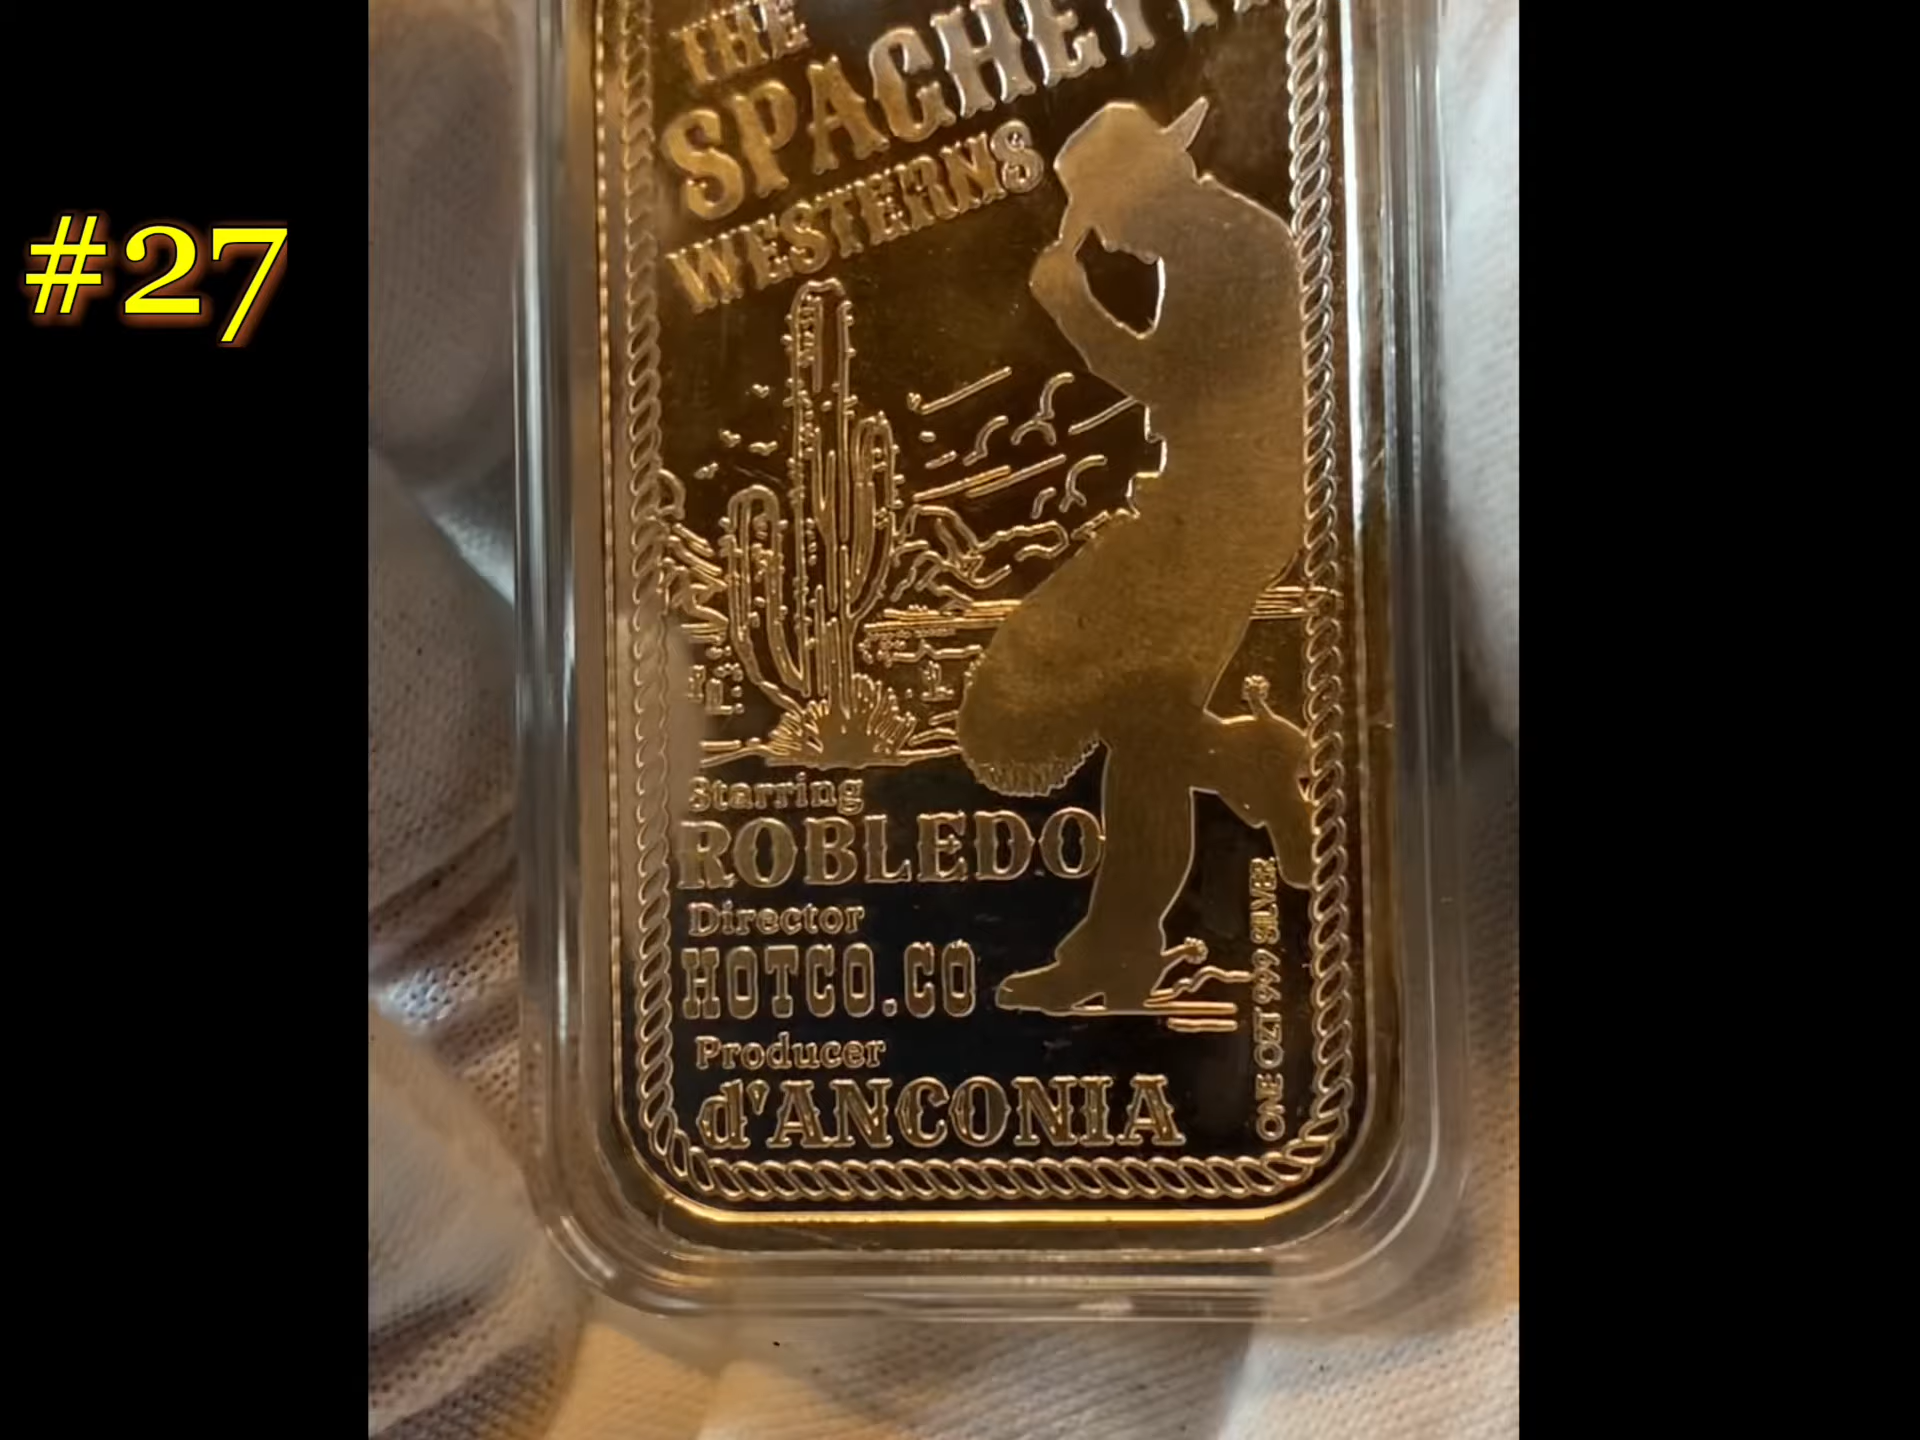 #27
THE
SPAGHETTI
WESTERNS
Starring
ROBLEDO
Director
HOTCO.CO
Producer
d'ANCONIA
ONE OZT 999 SILVER